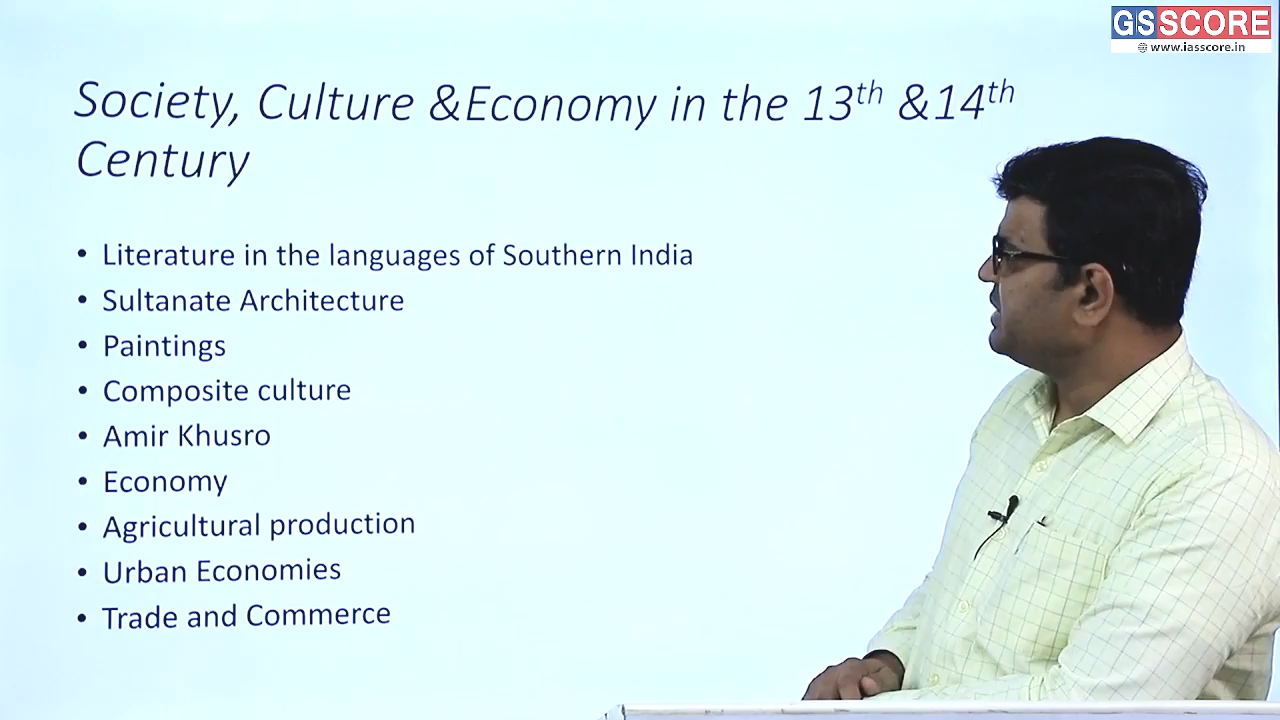 GSSCORE
www.iasscore.in
Society, Culture &Economy in the 13th &14th
Century
• Literature in the languages of Southern India
• Sultanate Architecture
• Paintings
• Composite culture
• Amir Khusro
• Economy
• Agricultural production
• Urban Economies
• Trade and Commerce